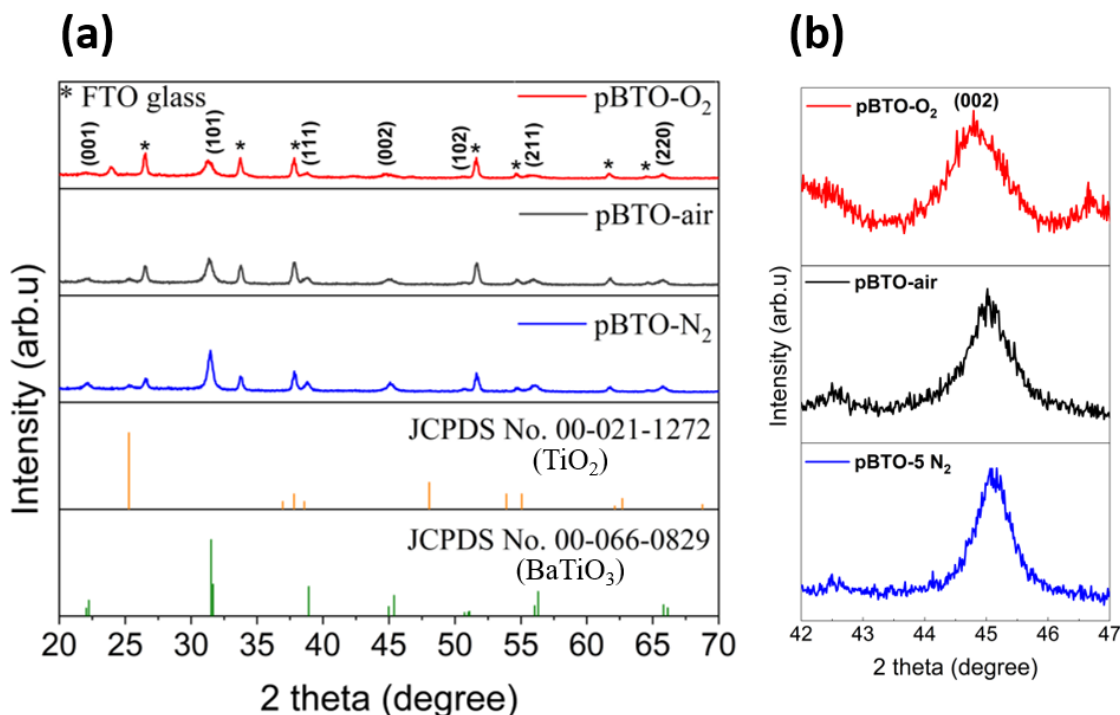 (a)
* FTO glass
pBTO-O₂
(001)
*
(101)
*
*
(111)
(002)
(102)
*
*
(211)
*
*
(220)
pBTO-air
pBTO-N₂
JCPDS No. 00-021-1272
(TiO₂)
JCPDS No. 00-066-0829
(BaTiO₃)
Intensity (arb.u)
20 25 30 35 40 45 50 55 60 65 70
2 theta (degree)
(b)
pBTO-O₂
(002)
pBTO-air
pBTO-5 N₂
Intensity (arb.u)
42 43 44 45 46 47
2 theta (degree)